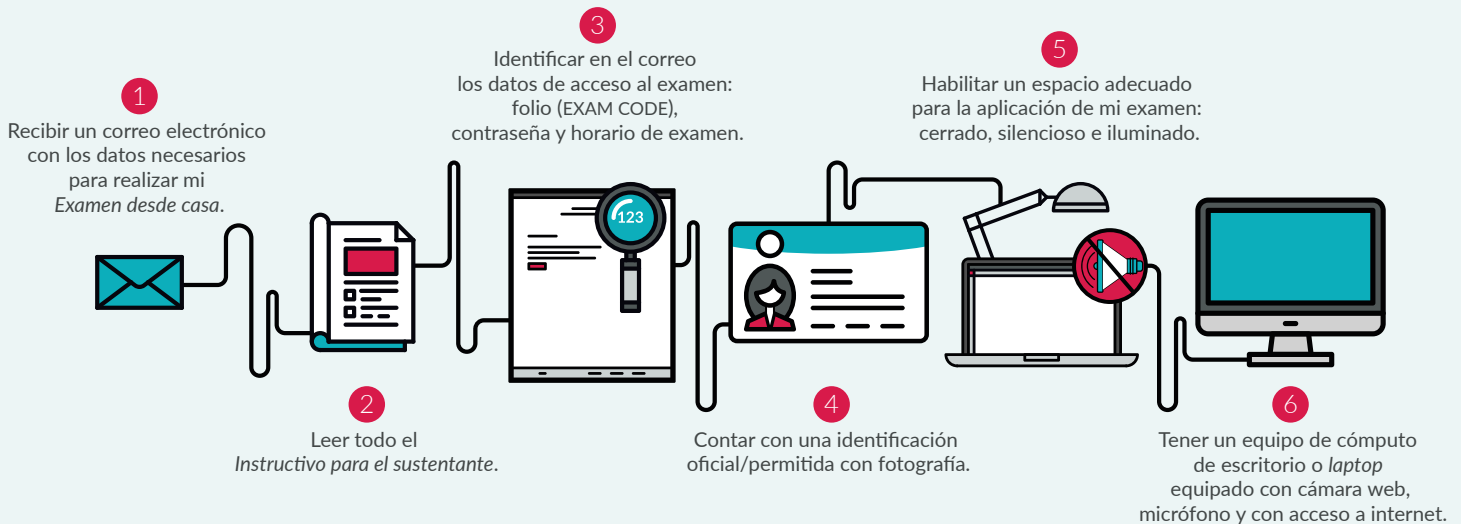 1
Recibir un correo electrónico
con los datos necesarios
para realizar mi
Examen desde casa.
2
Leer todo el
Instructivo para el sustentante.
3
Identificar en el correo
los datos de acceso al examen:
folio (EXAM CODE),
contraseña y horario de examen.
123
4
Contar con una identificación
oficial/permitida con fotografía.
5
Habilitar un espacio adecuado
para la aplicación de mi examen:
cerrado, silencioso e iluminado.
6
Tener un equipo de cómputo
de escritorio o laptop
equipado con cámara web,
micrófono y con acceso a internet.